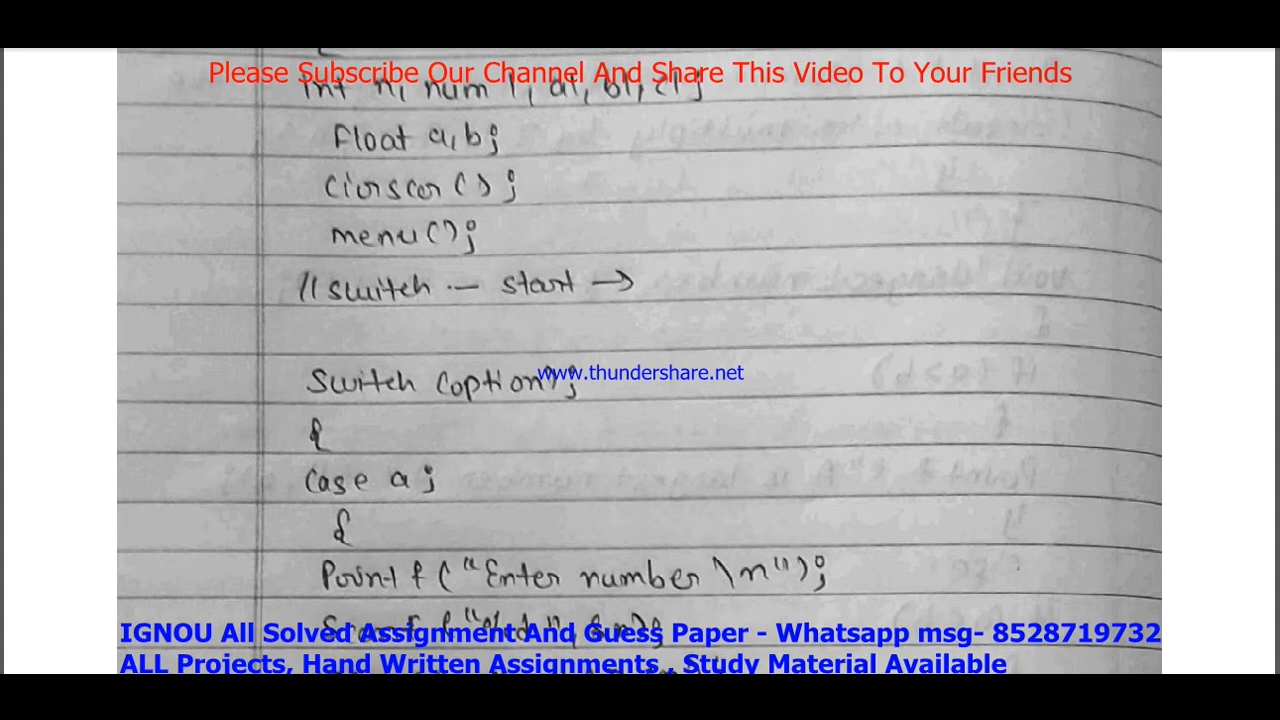 Please Subscribe Our Channel And Share This Video To Your Friends
int n, num 1, a1, b1, c1;
Float a, b;
Clrscr ( ) ;
menu ( ) ;
// switch — start →
Switch (option) ;
www.thundershare.net
{
Case a ;
{
Print f ( "Enter number \n" ) ;
Scanf ( "%d", &n) ;
IGNOU All Solved Assignment And Guess Paper - Whatsapp msg- 8528719732
ALL Projects, Hand Written Assignments , Study Material Available